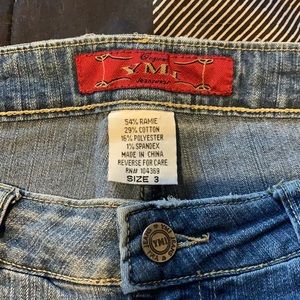 YMI
Jeanswear
54% RAMIE
29% COTTON
16% POLYESTER
1% SPANDEX
MADE IN CHINA
REVERSE FOR CARE
RN# 104369
SIZE 3
YMI